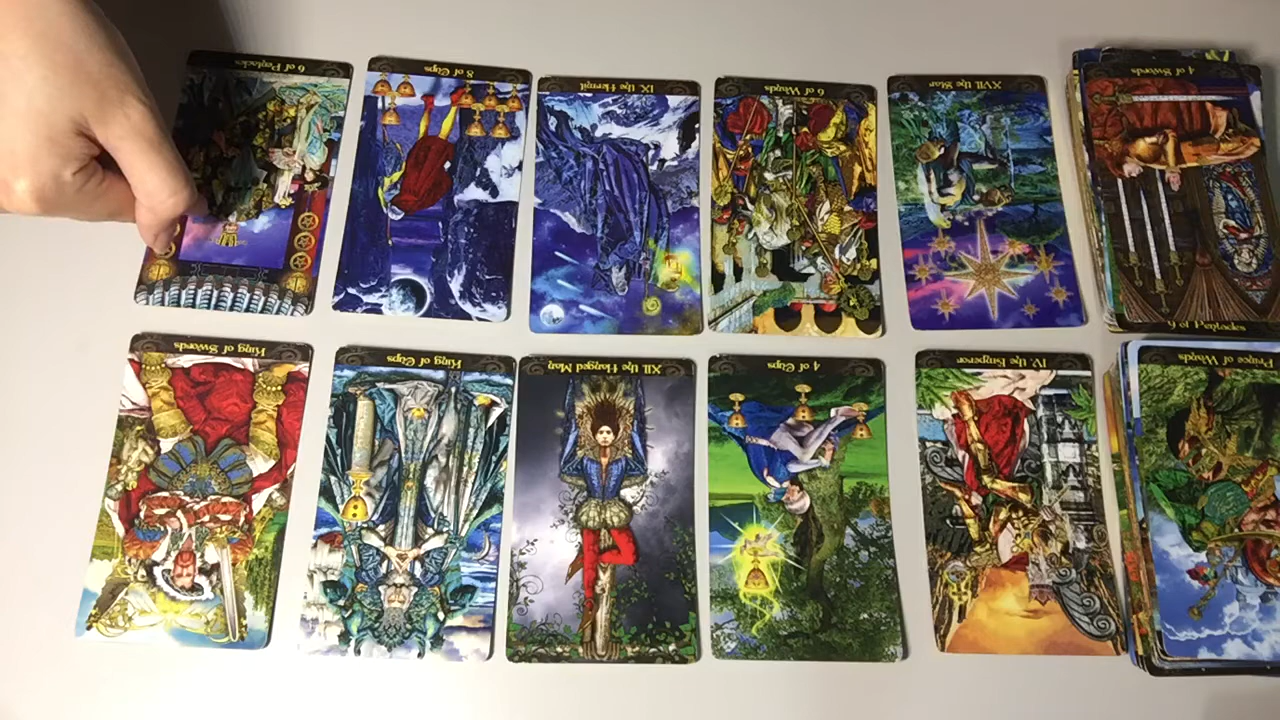 6 of Pentacles
8 of Cups
IX. the Hermit
6 of Wands
XVII. the Star
4 of Swords
9 of Pentacles
King of Swords
King of Cups
XII. the Hanged Man
4 of Cups
IV. the Emperor
Prince of Wands